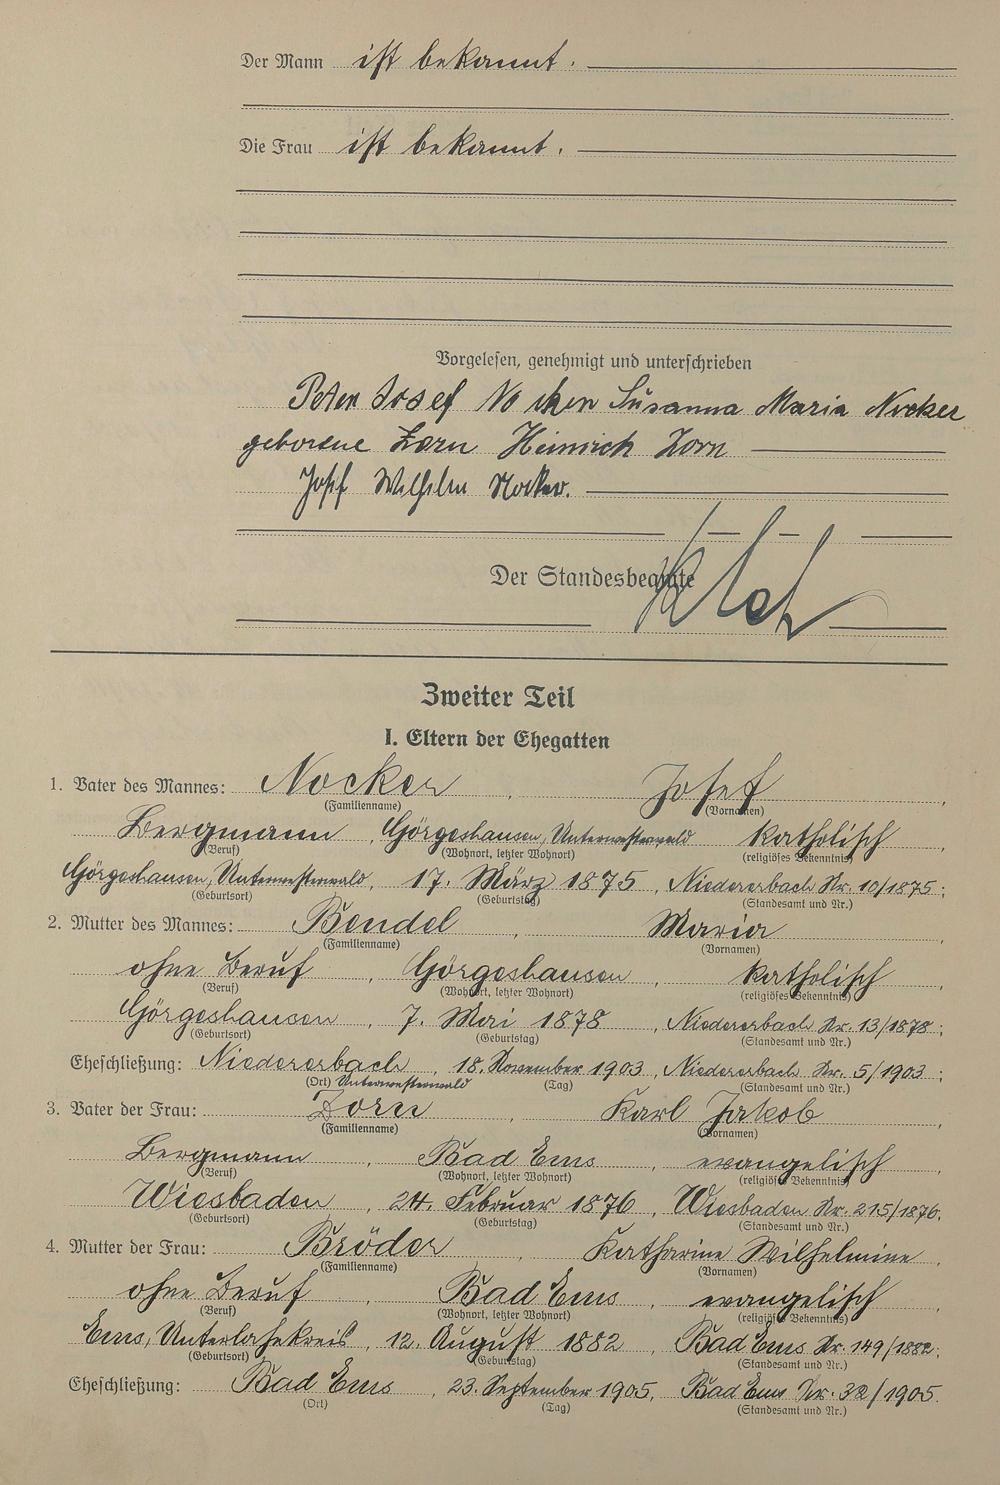 Der Mann ist bekannt.
Die Frau ist bekannt.
Vorgelesen, genehmigt und unterschrieben
Peter Josef Nocker Susanna Maria Nocker
geborene Zorn Heinrich Zorn
Josef Wilhelm Nocker.
Der Standesbeamte
Zweiter Teil
I. Eltern der Ehegatten
1. Vater des Mannes: Nocker, Josef,
(Familienname) (Vornamen)
Bergmann, Görgeshausen, Unterwesterwald katholisch,
(Beruf) (Wohnort, letzter Wohnort) (religiöses Bekenntnis)
Görgeshausen, Unterwesterwald, 17. März 1875, Niedererbach Nr. 10/1875;
(Geburtsort) (Geburtstag) (Standesamt und Nr.)
2. Mutter des Mannes: Bendel, Maria,
(Familienname) (Vornamen)
ohne Beruf, Görgeshausen, katholisch,
(Beruf) (Wohnort, letzter Wohnort) (religiöses Bekenntnis)
Görgeshausen, 7. Mai 1878, Niedererbach Nr. 13/1878;
(Geburtsort) (Geburtstag) (Standesamt und Nr.)
Eheschließung: Niedererbach, 18. November 1903, Niedererbach Nr. 5/1903;
(Ort) Unterwesterwald (Tag) (Standesamt und Nr.)
3. Vater der Frau: Zorn, Karl Jakob,
(Familienname) (Vornamen)
Bergmann, Bad Ems, evangelisch,
(Beruf) (Wohnort, letzter Wohnort) (religiöses Bekenntnis)
Wiesbaden, 24. Februar 1876, Wiesbaden Nr. 215/1876.
(Geburtsort) (Geburtstag) (Standesamt und Nr.)
4. Mutter der Frau: Bröder, Katharine Wilhelmine,
(Familienname) (Vornamen)
ohne Beruf, Bad Ems, evangelisch,
(Beruf) (Wohnort, letzter Wohnort) (religiöses Bekenntnis)
Ems, Unterlahnkreis, 12. August 1882, Bad Ems Nr. 149/1882;
(Geburtsort) (Geburtstag) (Standesamt und Nr.)
Eheschließung: Bad Ems, 23. September 1905, Bad Ems Nr. 32/1905.
(Ort) (Tag) (Standesamt und Nr.)